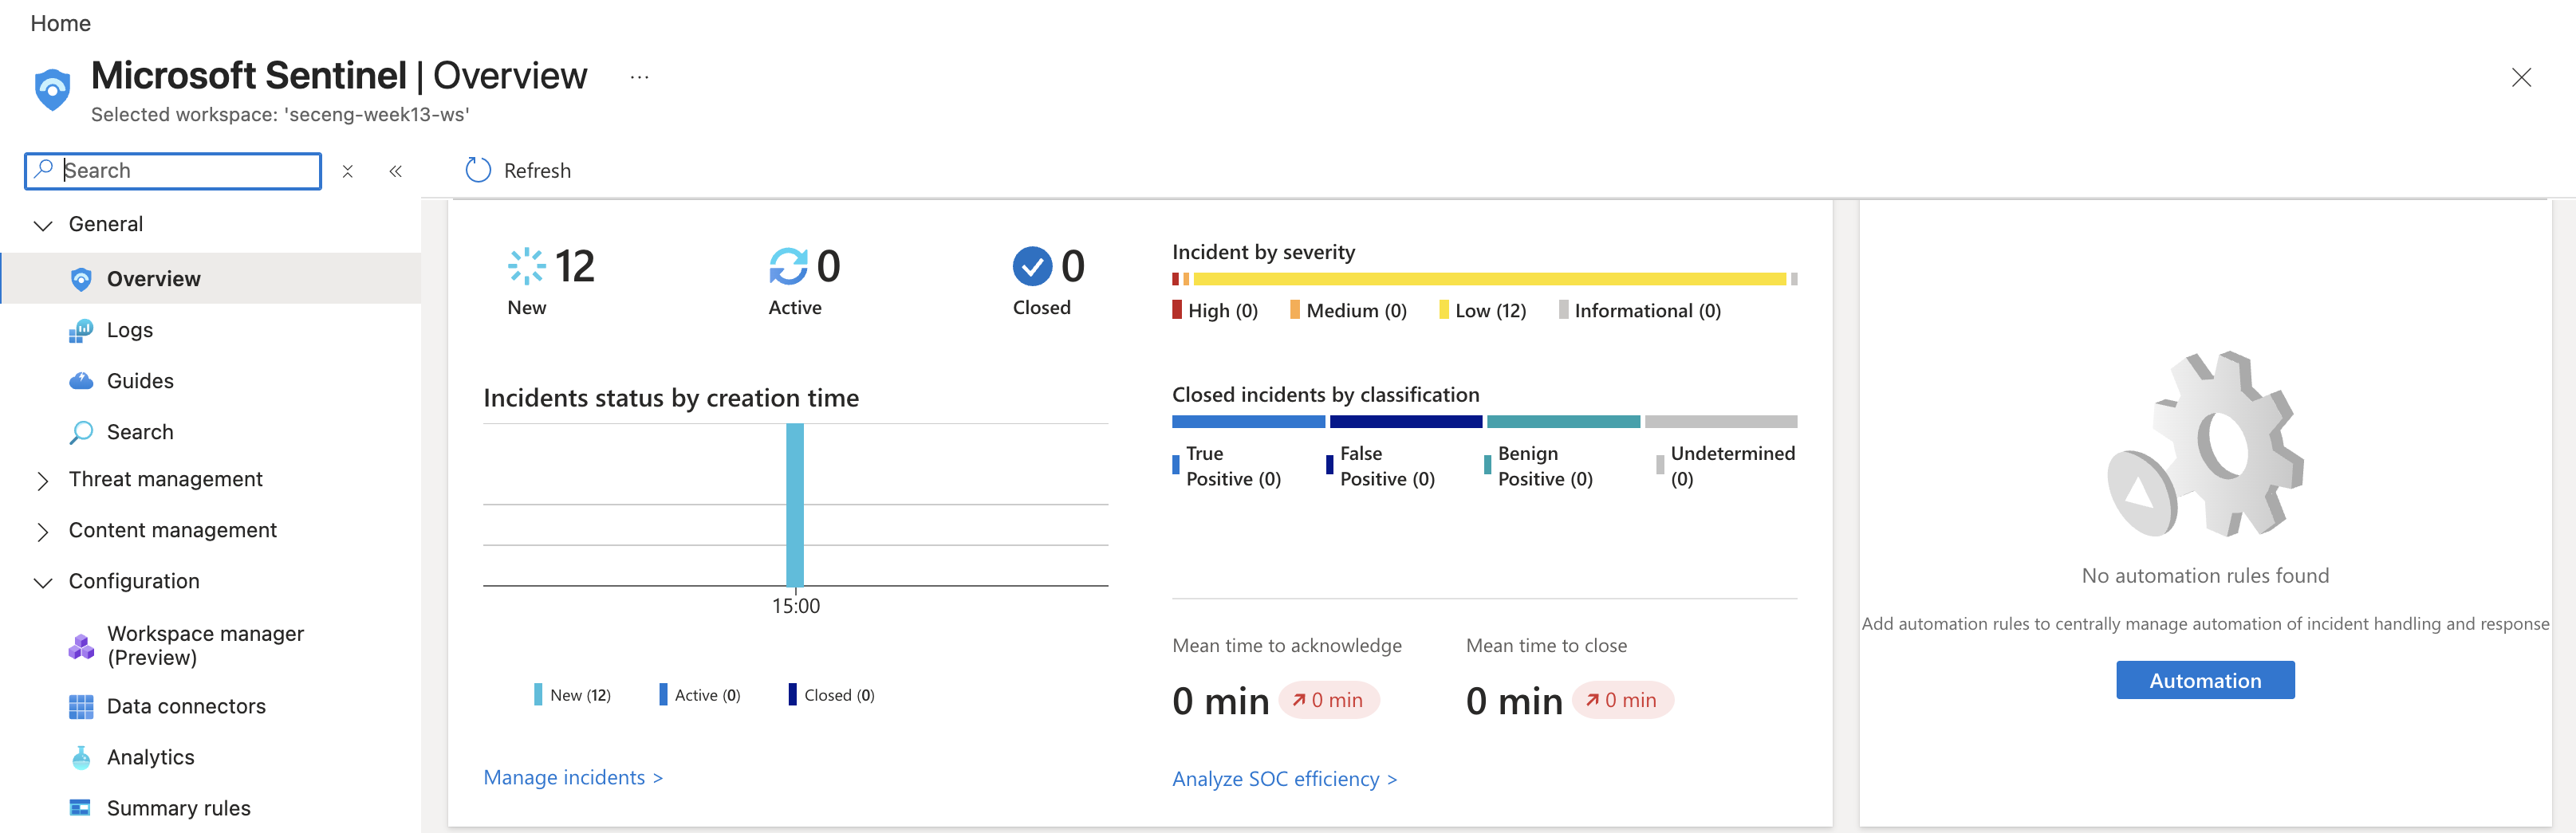 Home
Microsoft Sentinel | Overview ...
Selected workspace: 'seceng-week13-ws'
Search
Refresh
General
Overview
Logs
Guides
Search
Threat management
Content management
Configuration
Workspace manager
(Preview)
Data connectors
Analytics
Summary rules
12
New
0
Active
0
Closed
Incidents status by creation time
15:00
New (12)
Active (0)
Closed (0)
Manage incidents >
Incident by severity
High (0)
Medium (0)
Low (12)
Informational (0)
Closed incidents by classification
True
Positive (0)
False
Positive (0)
Benign
Positive (0)
Undetermined
(0)
Mean time to acknowledge
0 min
0 min
Mean time to close
0 min
0 min
Analyze SOC efficiency >
No automation rules found
Add automation rules to centrally manage automation of incident handling and response
Automation